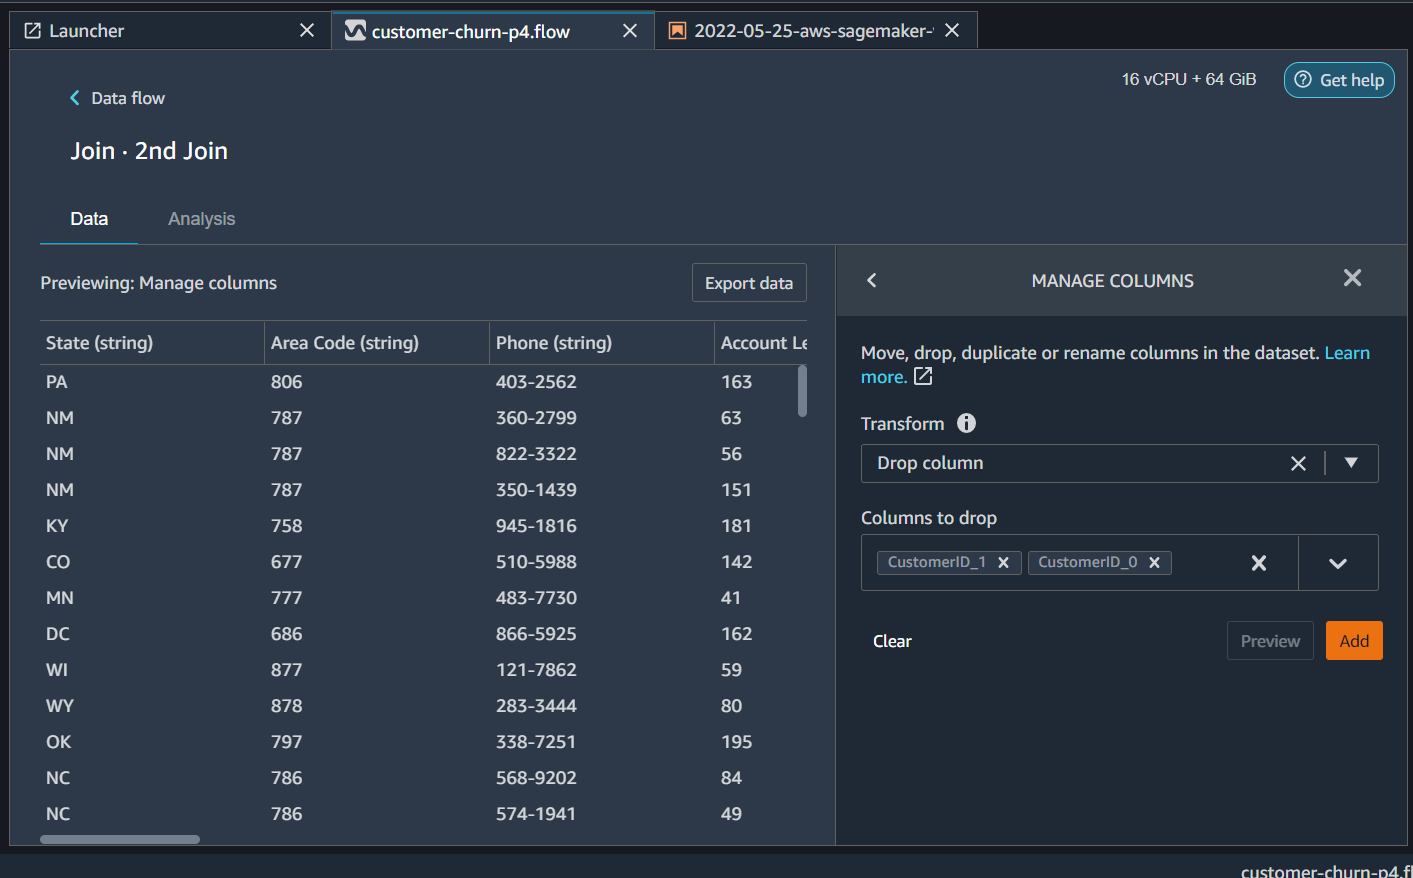 Launcher
customer-churn-p4.flow
2022-05-25-aws-sagemaker-
16 vCPU + 64 GiB
Get help
Data flow
Join · 2nd Join
Data Analysis
Previewing: Manage columns
Export data
State (string) Area Code (string) Phone (string) Account Le
PA 806 403-2562 163
NM 787 360-2799 63
NM 787 822-3322 56
NM 787 350-1439 151
KY 758 945-1816 181
CO 677 510-5988 142
MN 777 483-7730 41
DC 686 866-5925 162
WI 877 121-7862 59
WY 878 283-3444 80
OK 797 338-7251 195
NC 786 568-9202 84
NC 786 574-1941 49
MANAGE COLUMNS
Move, drop, duplicate or rename columns in the dataset. Learn
more.
Transform
Drop column
Columns to drop
CustomerID_1 CustomerID_0
Clear
Preview
Add
customer-churn-p4.fl